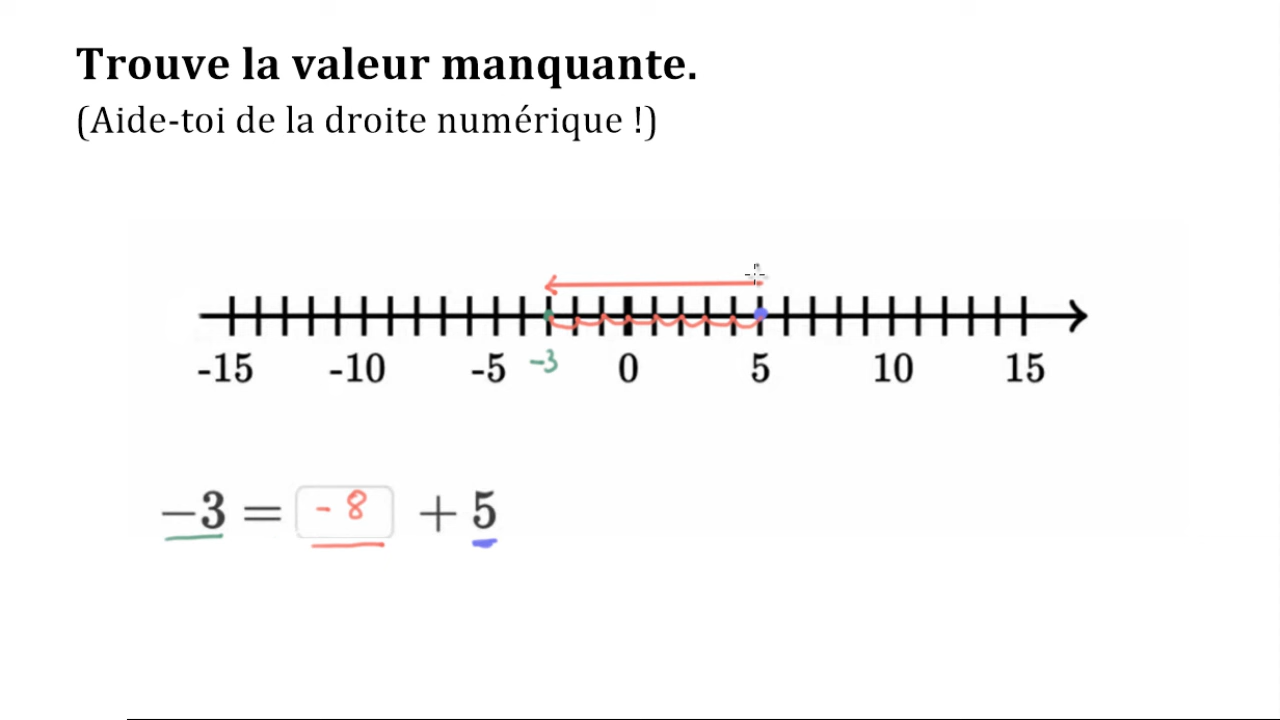 Trouve la valeur manquante.
(Aide-toi de la droite numérique !)
-15 -10 -5 -3 0 5 10 15
−3 = -8 + 5